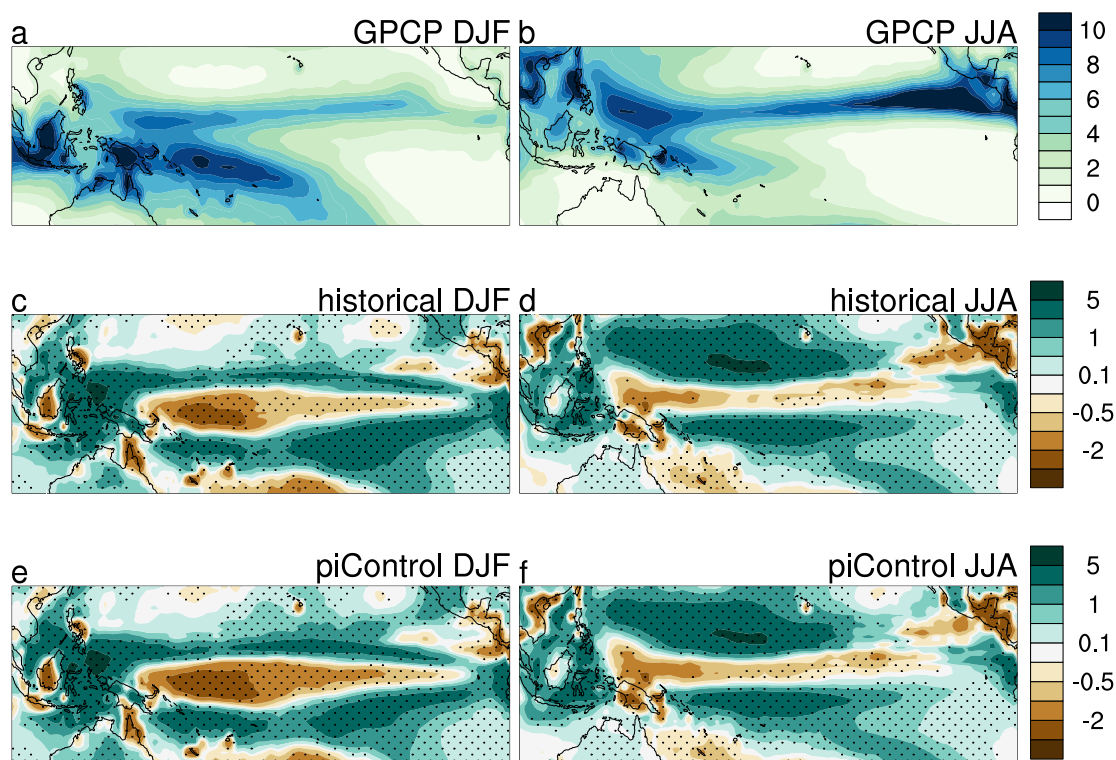 a GPCP DJF
b GPCP JJA
10
8
6
4
2
0
c historical DJF
d historical JJA
5
1
0.1
-0.5
-2
e piControl DJF
f piControl JJA
5
1
0.1
-0.5
-2